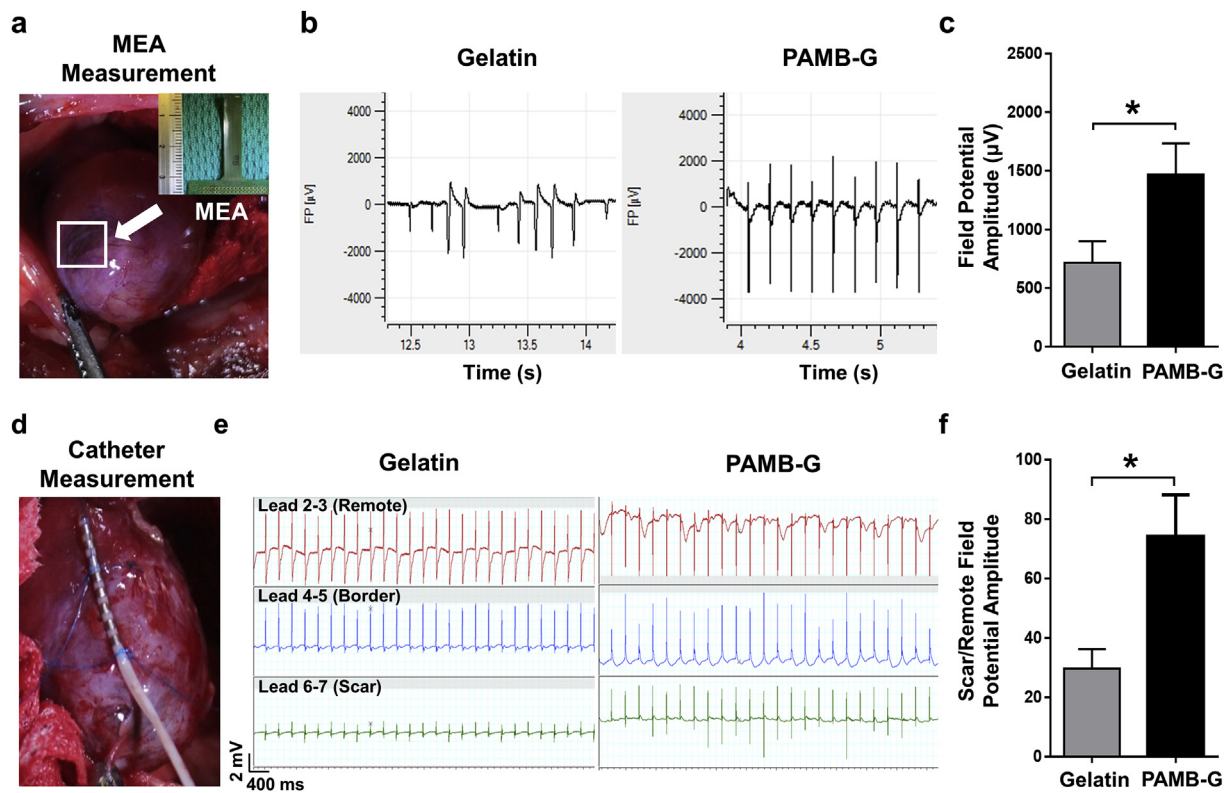 a
MEA
Measurement
MEA
b
Gelatin
PAMB-G
4000
2000
0
-2000
-4000
FP [µV]
12.5
13
13.5
14
Time (s)
4000
2000
0
-2000
-4000
FP [µV]
4
4.5
5
Time (s)
c
2500
2000
1500
1000
500
0
Field Potential
Amplitude (µV)
*
Gelatin
PAMB-G
d
Catheter
Measurement
e
Gelatin
PAMB-G
Lead 2-3 (Remote)
Lead 4-5 (Border)
Lead 6-7 (Scar)
2 mV
400 ms
f
100
80
60
40
20
0
Scar/Remote Field
Potential Amplitude
*
Gelatin
PAMB-G